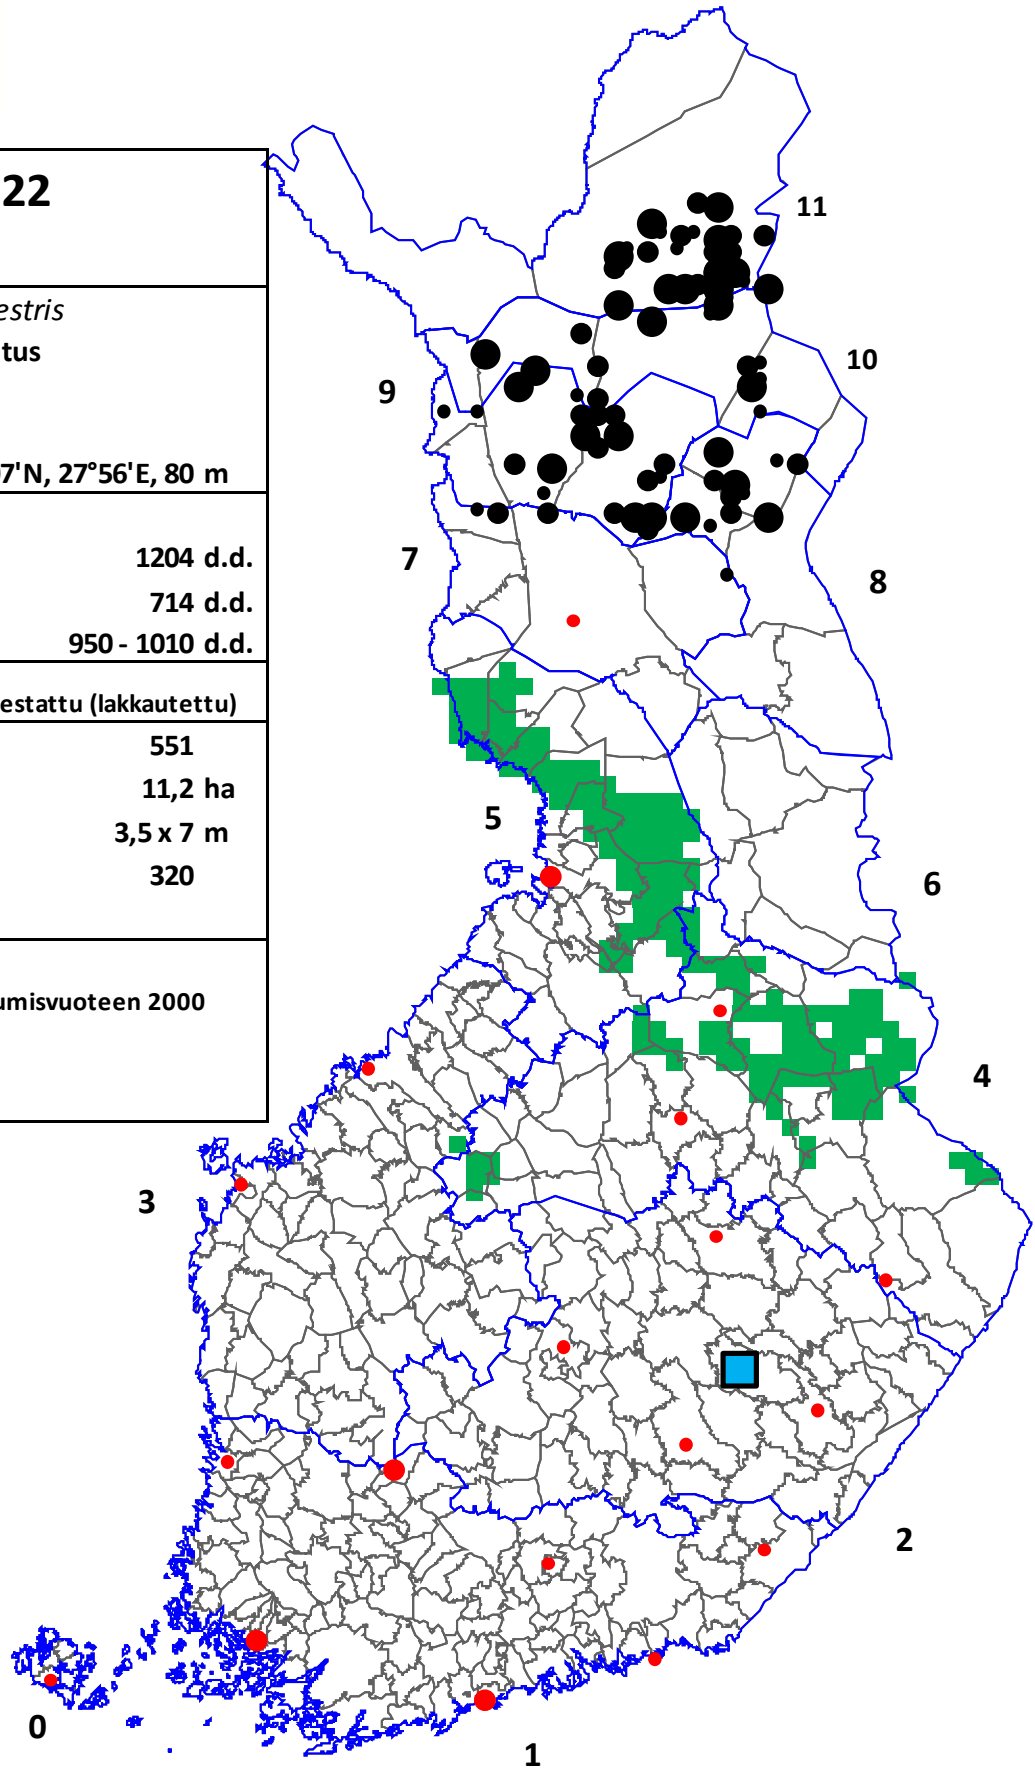 22
estris
tus
07'N, 27°56'E, 80 m
1204 d.d.
714 d.d.
950 - 1010 d.d.
estattu (lakkautettu)
551
11,2 ha
3,5 x 7 m
320
umisvuoteen 2000
11
10
9
8
7
6
5
4
3
2
1
0